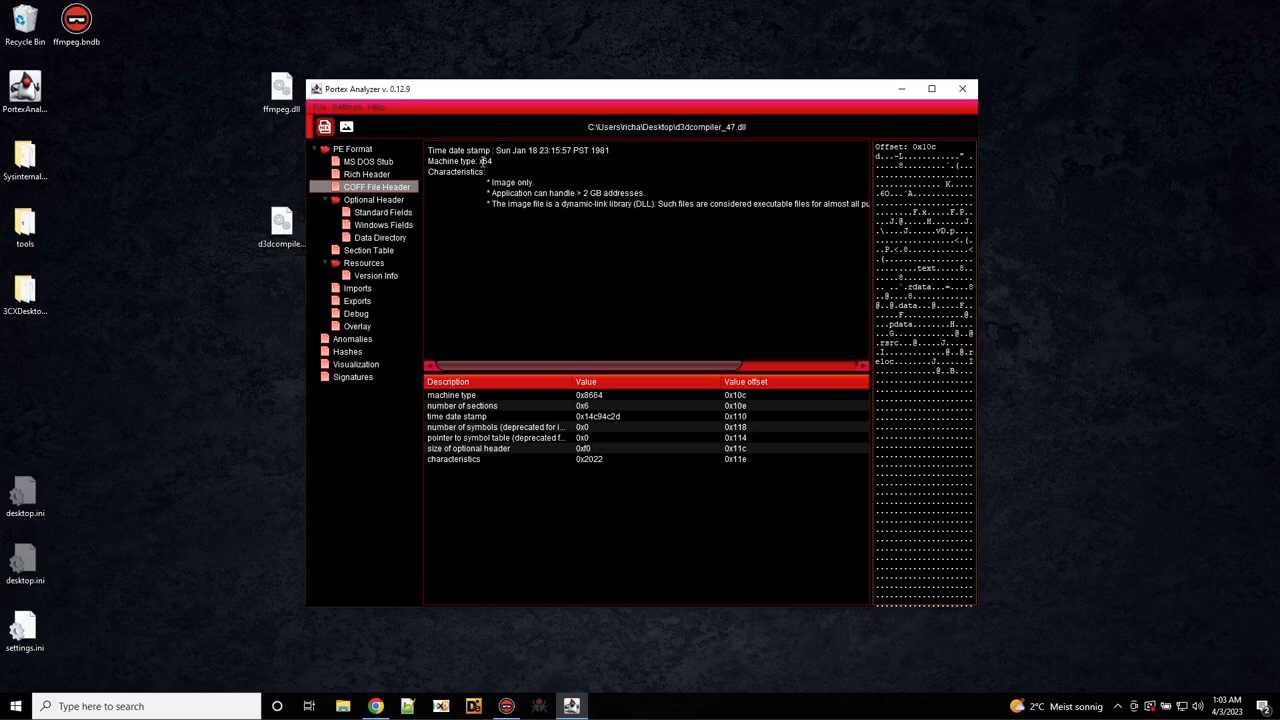 Recycle Bin
ffmpeg.bndb
PortexAnal...
ffmpeg.dll
Sysinternal...
tools
d3dcompile...
3CXDeskto...
desktop.ini
desktop.ini
settings.ini
Portex Analyzer v. 0.12.9
File Settings Help
C:\Users\richa\Desktop\d3dcompiler_47.dll
PE Format
MS DOS Stub
Rich Header
COFF File Header
Optional Header
Standard Fields
Windows Fields
Data Directory
Section Table
Resources
Version Info
Imports
Exports
Debug
Overlay
Anomalies
Hashes
Visualization
Signatures
Time date stamp : Sun Jan 18 23:15:57 PST 1981
Machine type: x64
Characteristics:
* Image only.
* Application can handle > 2 GB addresses.
* The image file is a dynamic-link library (DLL). Such files are considered executable files for almost all pu
Description Value Value offset
machine type 0x8664 0x10c
number of sections 0x6 0x10e
time date stamp 0x14c94c2d 0x110
number of symbols (deprecated for i... 0x0 0x118
pointer to symbol table (deprecated f... 0x0 0x114
size of optional header 0xf0 0x11c
characteristics 0x2022 0x11e
Offset: 0x10c
Type here to search
2°C Meist sonnig
1:03 AM
4/3/2023